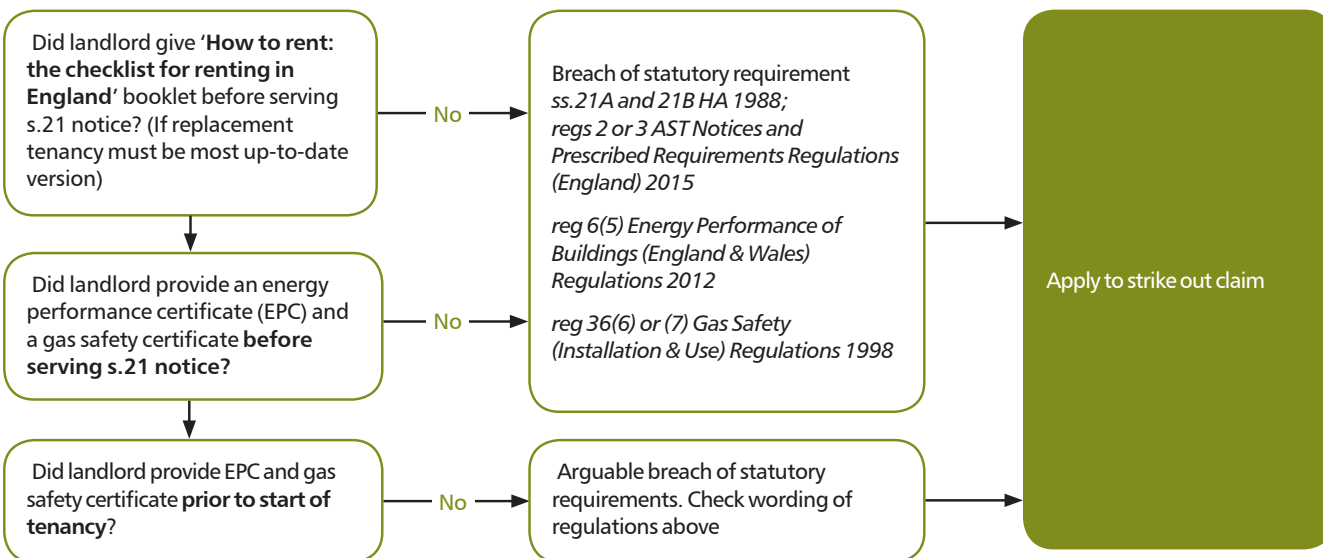 Did landlord give ‘How to rent:
the checklist for renting in
England’ booklet before serving
s.21 notice? (If replacement
tenancy must be most up-to-date
version)
No
Breach of statutory requirement
ss.21A and 21B HA 1988;
regs 2 or 3 AST Notices and
Prescribed Requirements Regulations
(England) 2015
reg 6(5) Energy Performance of
Buildings (England & Wales)
Regulations 2012
reg 36(6) or (7) Gas Safety
(Installation & Use) Regulations 1998
Apply to strike out claim
Did landlord provide an energy
performance certificate (EPC) and
a gas safety certificate before
serving s.21 notice?
No
Did landlord provide EPC and gas
safety certificate prior to start of
tenancy?
No
Arguable breach of statutory
requirements. Check wording of
regulations above